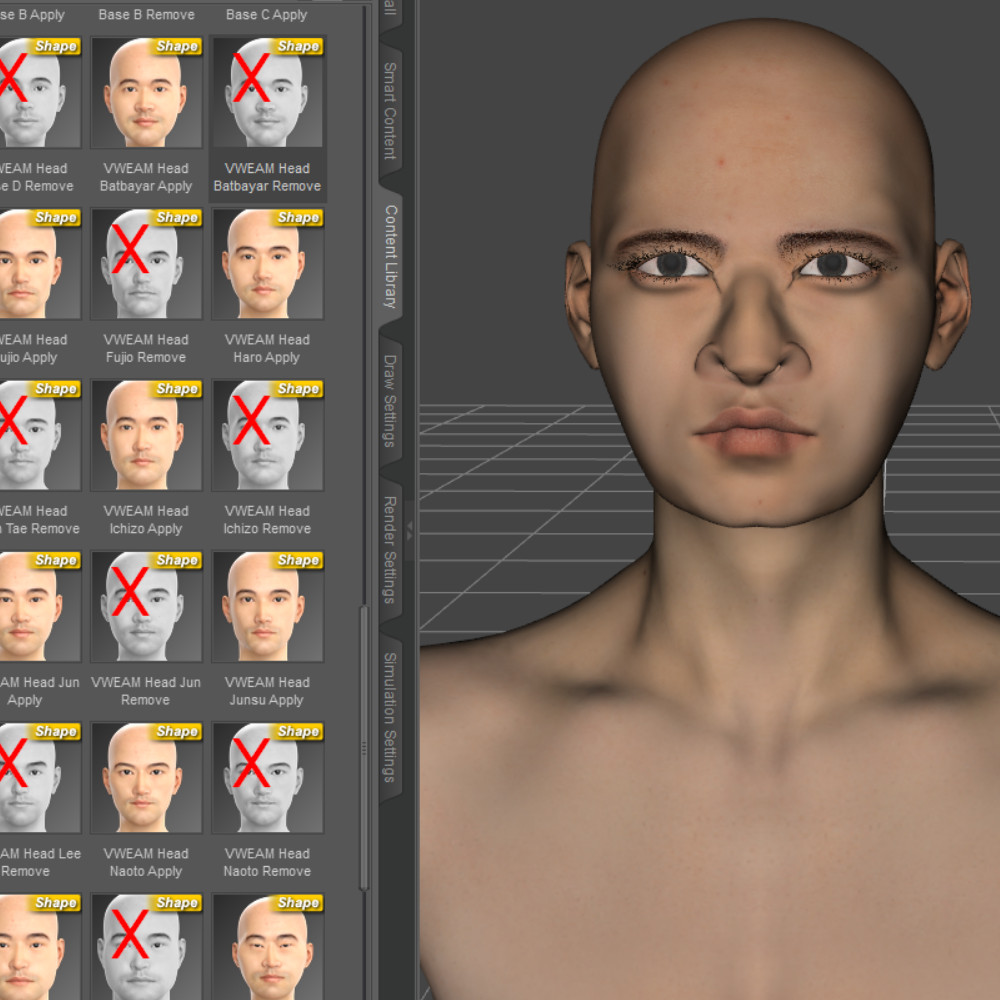 se B Apply
Base B Remove
Base C Apply
Shape
Shape
Shape
WEAM Head
e D Remove
VWEAM Head
Batbayar Apply
VWEAM Head
Batbayar Remove
Shape
Shape
Shape
WEAM Head
ujio Apply
VWEAM Head
Fujio Remove
VWEAM Head
Haro Apply
Shape
Shape
Shape
WEAM Head
n Tae Remove
VWEAM Head
Ichizo Apply
VWEAM Head
Ichizo Remove
Shape
Shape
Shape
AM Head Jun
Apply
VWEAM Head Jun
Remove
VWEAM Head
Junsu Apply
Shape
Shape
Shape
AM Head Lee
Remove
VWEAM Head
Naoto Apply
VWEAM Head
Naoto Remove
Shape
Shape
Shape
all
Smart Content
Content Library
Draw Settings
Render Settings
Simulation Settings